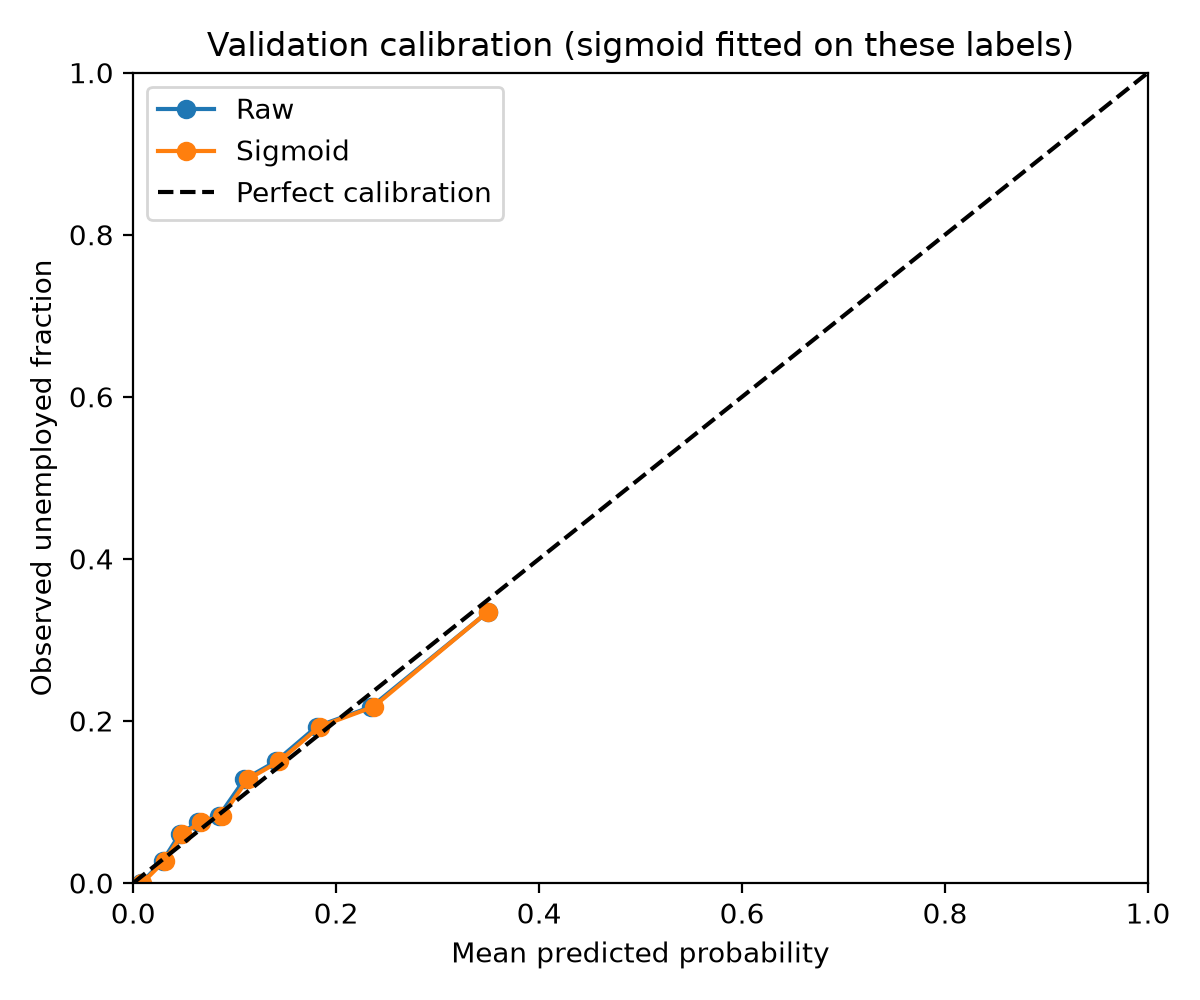 Validation calibration (sigmoid fitted on these labels)
Raw
Sigmoid
Perfect calibration
Observed unemployed fraction
1.0
0.8
0.6
0.4
0.2
0.0
0.0 0.2 0.4 0.6 0.8 1.0
Mean predicted probability